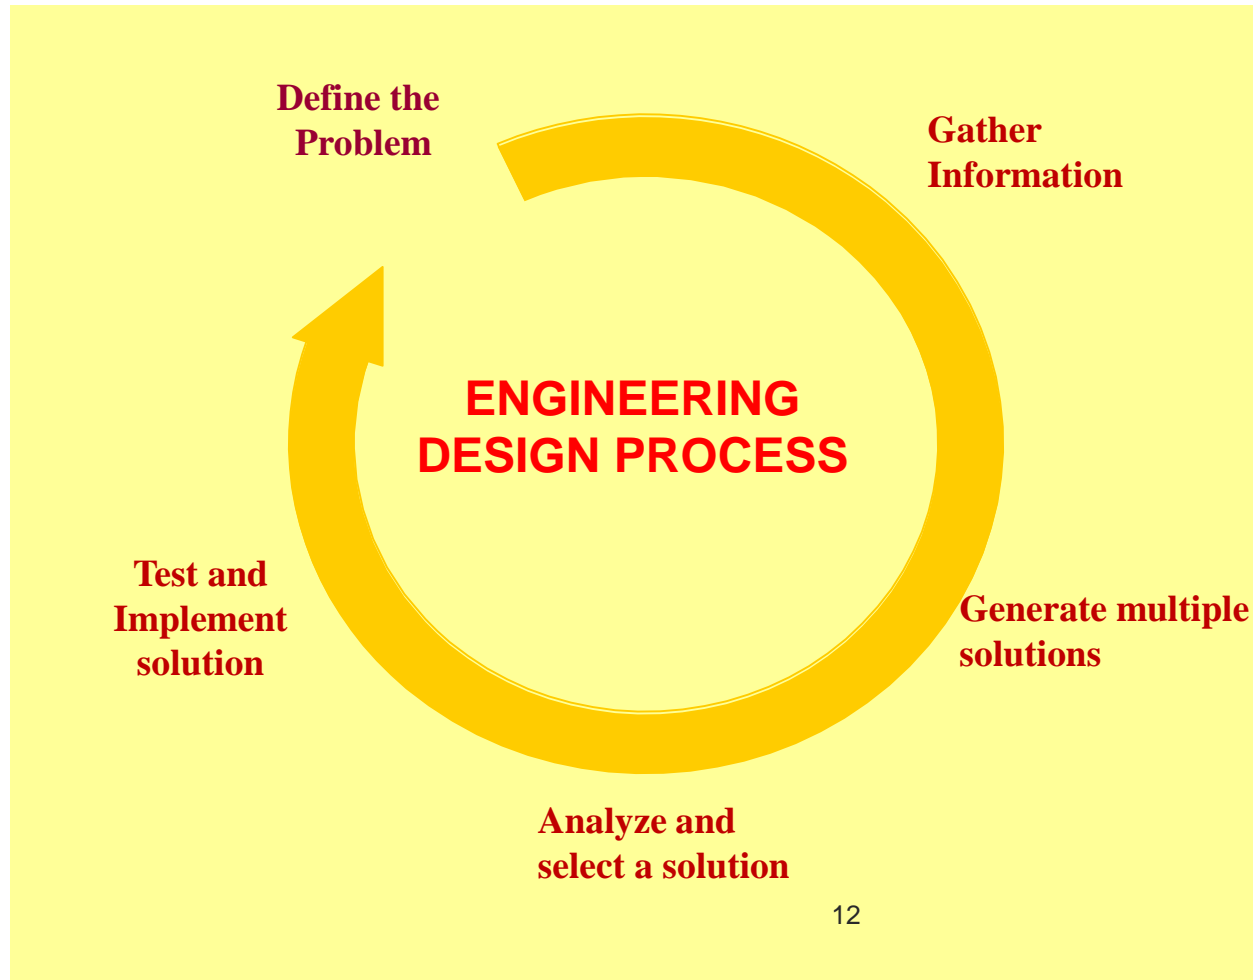 Define the
Problem
Gather
Information
ENGINEERING
DESIGN PROCESS
Generate multiple
solutions
Test and
Implement
solution
Analyze and
select a solution
12